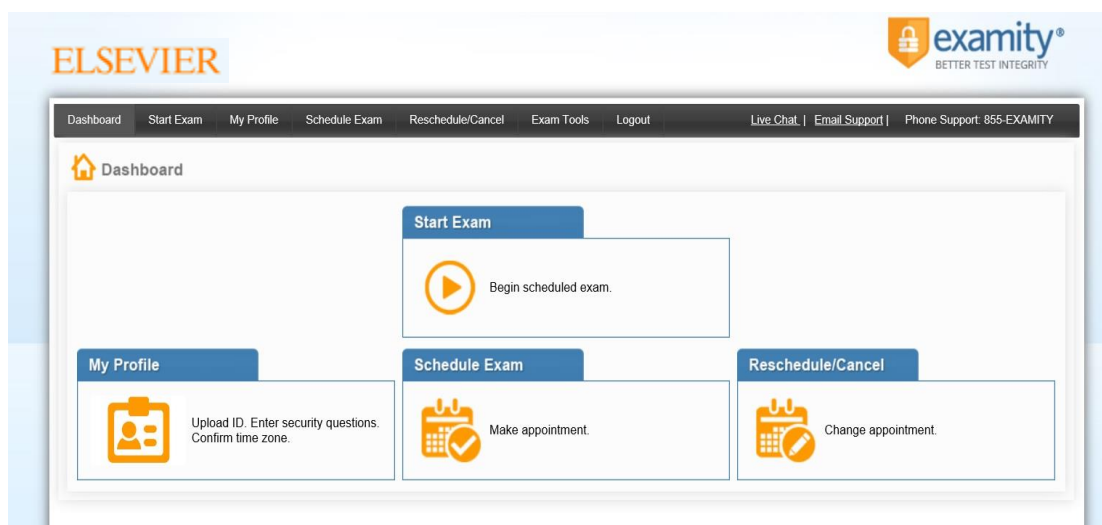 ELSEVIER
examity®
BETTER TEST INTEGRITY
Dashboard Start Exam My Profile Schedule Exam Reschedule/Cancel Exam Tools Logout Live Chat | Email Support | Phone Support: 855-EXAMITY
Dashboard
Start Exam
Begin scheduled exam.
My Profile
Upload ID. Enter security questions.
Confirm time zone.
Schedule Exam
Make appointment.
Reschedule/Cancel
Change appointment.